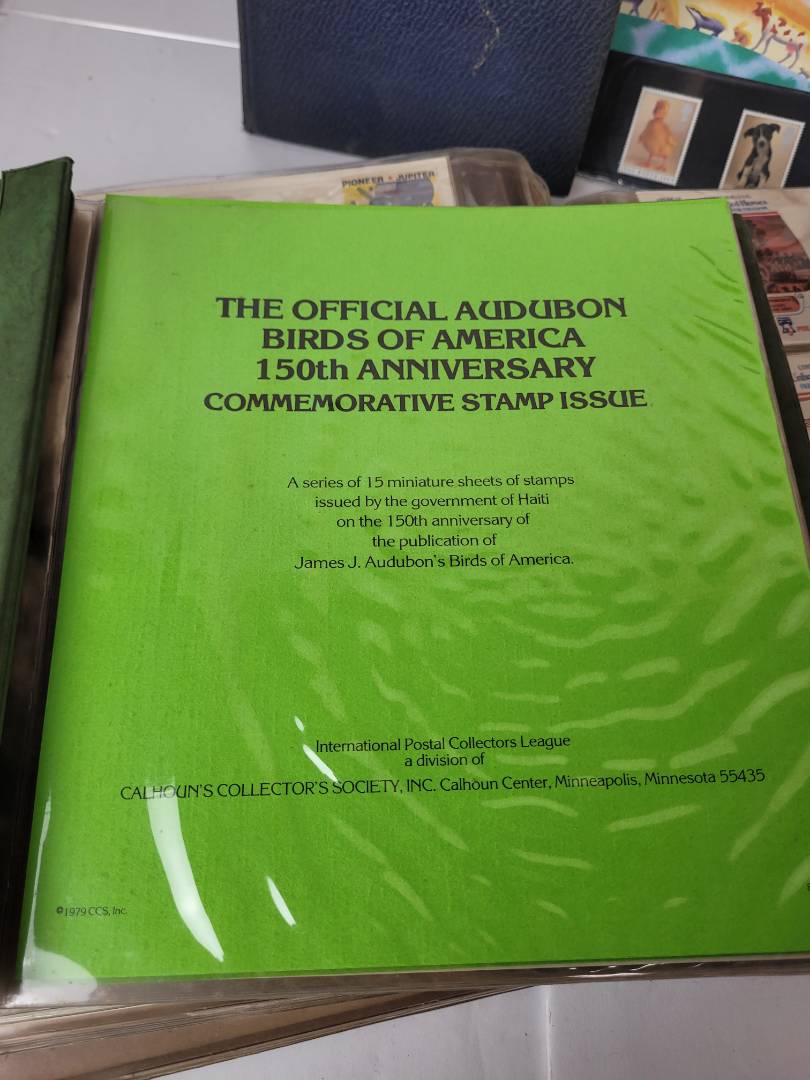 PIONEER ★ JUPITER
THE OFFICIAL AUDUBON
BIRDS OF AMERICA
150th ANNIVERSARY
COMMEMORATIVE STAMP ISSUE
A series of 15 miniature sheets of stamps
issued by the government of Haiti
on the 150th anniversary of
the publication of
James J. Audubon's Birds of America.
International Postal Collectors League
a division of
CALHOUN'S COLLECTOR'S SOCIETY, INC. Calhoun Center, Minneapolis, Minnesota 55435
©1979 CCS, Inc.